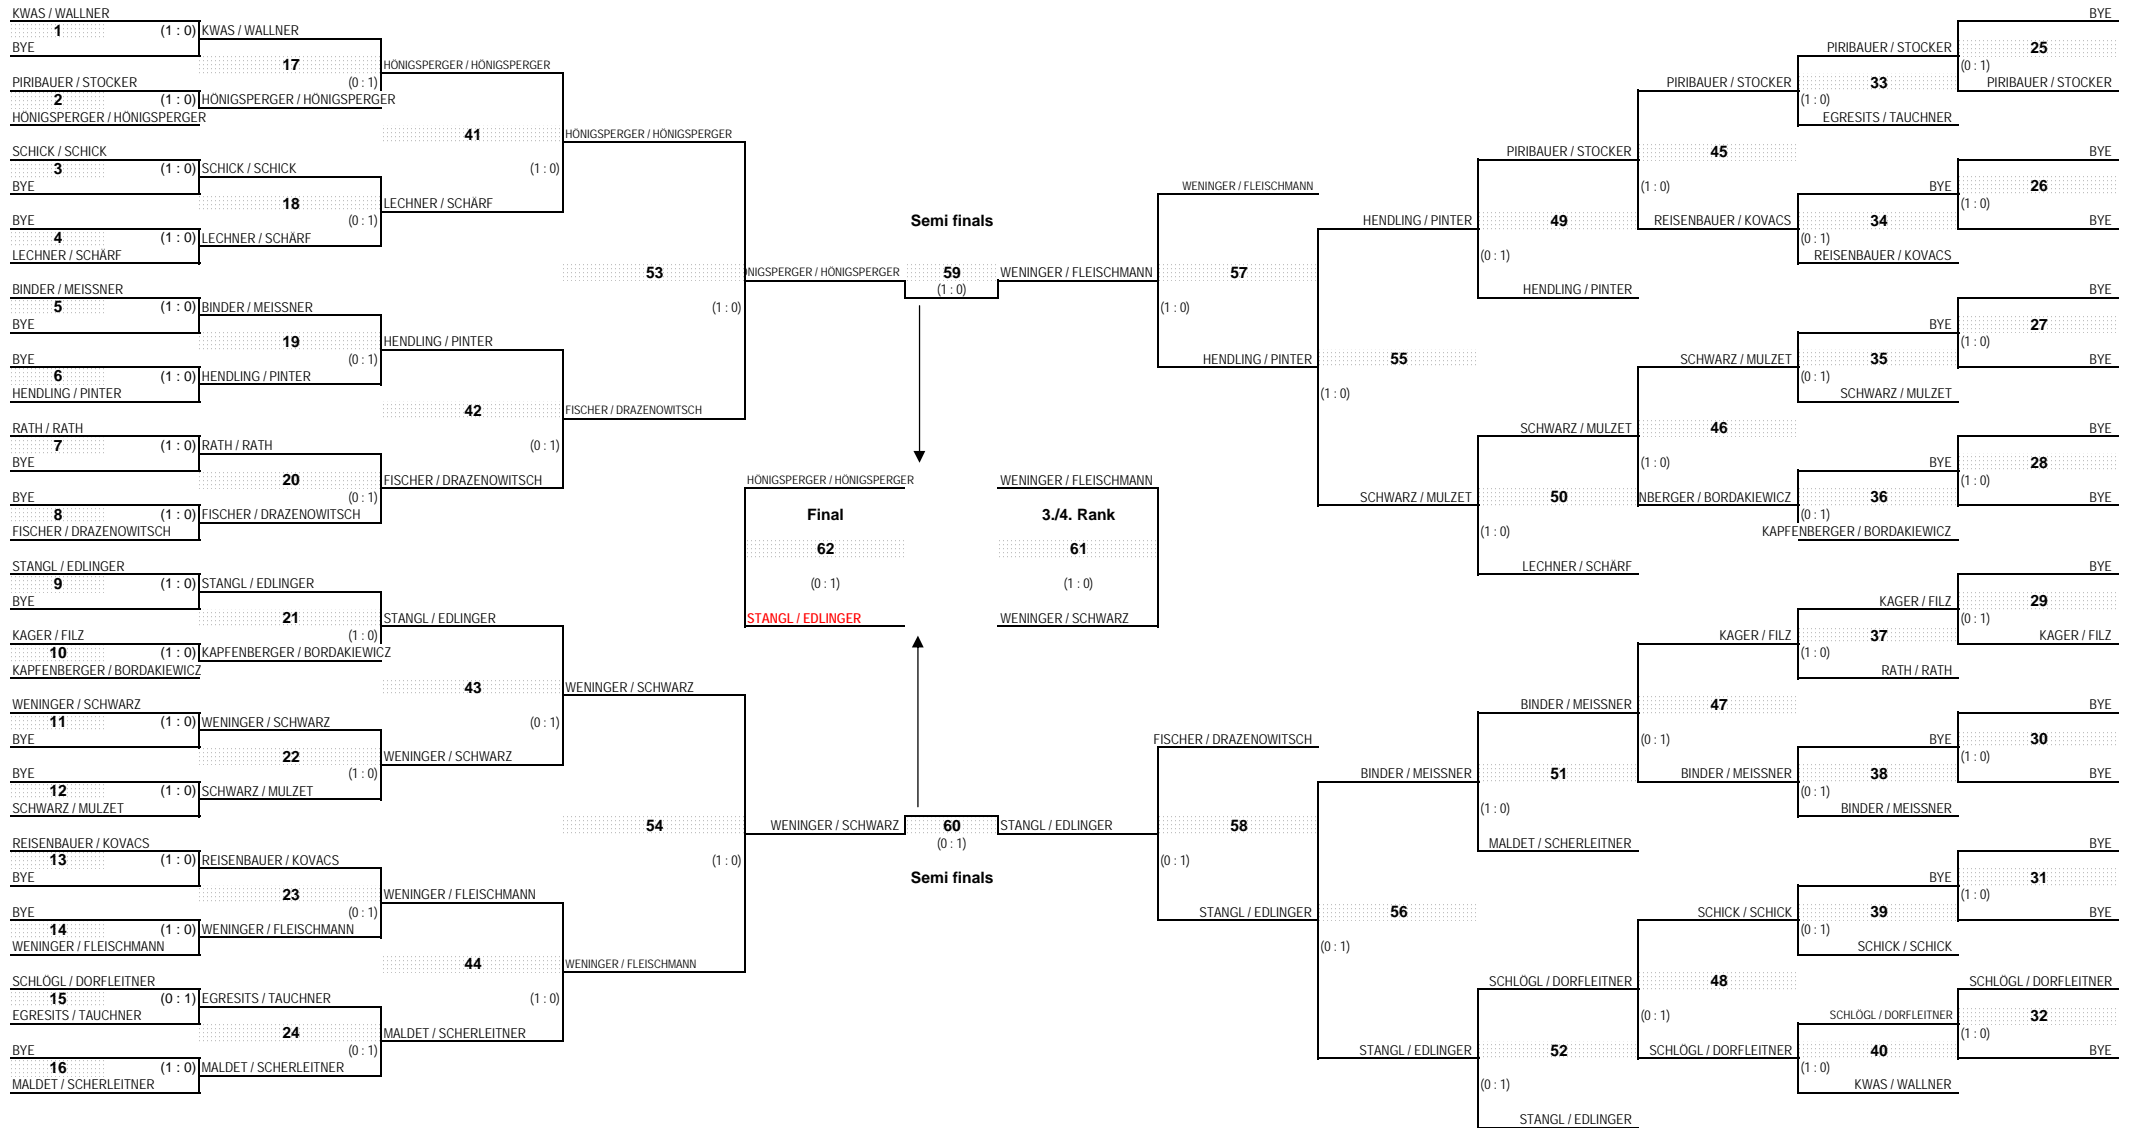 KWAS / WALLNER
1 (1 : 0) KWAS / WALLNER
BYE
17 HÖNIGSPERGER / HÖNIGSPERGER
(0 : 1)
PIRIBAUER / STOCKER
2 (1 : 0) HÖNIGSPERGER / HÖNIGSPERGER
HÖNIGSPERGER / HÖNIGSPERGER
41 HÖNIGSPERGER / HÖNIGSPERGER
(1 : 0)
SCHICK / SCHICK
3 (1 : 0) SCHICK / SCHICK
BYE
18 LECHNER / SCHÄRF
(0 : 1)
BYE
4 (1 : 0) LECHNER / SCHÄRF
LECHNER / SCHÄRF
53
(1 : 0)
BINDER / MEISSNER
5 (1 : 0) BINDER / MEISSNER
BYE
19 HENDLING / PINTER
(0 : 1)
BYE
6 (1 : 0) HENDLING / PINTER
HENDLING / PINTER
42 FISCHER / DRAZENOWITSCH
(0 : 1)
RATH / RATH
7 (1 : 0) RATH / RATH
BYE
20 FISCHER / DRAZENOWITSCH
(0 : 1)
BYE
8 (1 : 0) FISCHER / DRAZENOWITSCH
FISCHER / DRAZENOWITSCH
STANGL / EDLINGER
9 (1 : 0) STANGL / EDLINGER
BYE
21 STANGL / EDLINGER
(1 : 0)
KAGER / FILZ
10 (1 : 0) KAPFENBERGER / BORDAKIEWICZ
KAPFENBERGER / BORDAKIEWICZ
43 WENINGER / SCHWARZ
(0 : 1)
WENINGER / SCHWARZ
11 (1 : 0) WENINGER / SCHWARZ
BYE
22 WENINGER / SCHWARZ
(1 : 0)
BYE
12 (1 : 0) SCHWARZ / MULZET
SCHWARZ / MULZET
54
(1 : 0)
REISENBAUER / KOVACS
13 (1 : 0) REISENBAUER / KOVACS
BYE
23 WENINGER / FLEISCHMANN
(0 : 1)
BYE
14 (1 : 0) WENINGER / FLEISCHMANN
WENINGER / FLEISCHMANN
44 WENINGER / FLEISCHMANN
(1 : 0)
SCHLÖGL / DORFLEITNER
15 (0 : 1) EGRESITS / TAUCHNER
EGRESITS / TAUCHNER
24 MALDET / SCHERLEITNER
(0 : 1)
BYE
16 (1 : 0) MALDET / SCHERLEITNER
MALDET / SCHERLEITNER
Semi finals
NIGSPERGER / HÖNIGSPERGER 59 WENINGER / FLEISCHMANN
(1 : 0)
HÖNIGSPERGER / HÖNIGSPERGER
Final
62
(0 : 1)
STANGL / EDLINGER
WENINGER / FLEISCHMANN
3./4. Rank
61
(1 : 0)
WENINGER / SCHWARZ
WENINGER / SCHWARZ 60 STANGL / EDLINGER
(0 : 1)
Semi finals
WENINGER / FLEISCHMANN
57
(1 : 0)
HENDLING / PINTER
FISCHER / DRAZENOWITSCH
58
(0 : 1)
STANGL / EDLINGER
HENDLING / PINTER
55
(1 : 0)
SCHWARZ / MULZET
BINDER / MEISSNER
56
(0 : 1)
STANGL / EDLINGER
PIRIBAUER / STOCKER
49
(0 : 1)
HENDLING / PINTER
SCHWARZ / MULZET
50
(1 : 0)
LECHNER / SCHÄRF
BINDER / MEISSNER
51
(1 : 0)
MALDET / SCHERLEITNER
SCHLÖGL / DORFLEITNER
52
(0 : 1)
STANGL / EDLINGER
PIRIBAUER / STOCKER
45
(1 : 0)
REISENBAUER / KOVACS
SCHWARZ / MULZET
46
(1 : 0)
NBERGER / BORDAKIEWICZ
KAGER / FILZ
47
(0 : 1)
BINDER / MEISSNER
SCHICK / SCHICK
48
(0 : 1)
SCHLÖGL / DORFLEITNER
BYE
PIRIBAUER / STOCKER 25
(0 : 1)
33 PIRIBAUER / STOCKER
(1 : 0)
EGRESITS / TAUCHNER
BYE
BYE 26
(1 : 0)
34 BYE
(0 : 1)
REISENBAUER / KOVACS
BYE
BYE 27
(1 : 0)
35 BYE
(0 : 1)
SCHWARZ / MULZET
BYE
BYE 28
(1 : 0)
36 BYE
(0 : 1)
KAPFENBERGER / BORDAKIEWICZ
BYE
KAGER / FILZ 29
(0 : 1)
37 KAGER / FILZ
(1 : 0)
RATH / RATH
BYE
BYE 30
(1 : 0)
38 BYE
(0 : 1)
BINDER / MEISSNER
BYE
BYE 31
(1 : 0)
39 BYE
(0 : 1)
SCHICK / SCHICK
SCHLÖGL / DORFLEITNER
SCHLÖGL / DORFLEITNER 32
(1 : 0)
40 BYE
(1 : 0)
KWAS / WALLNER